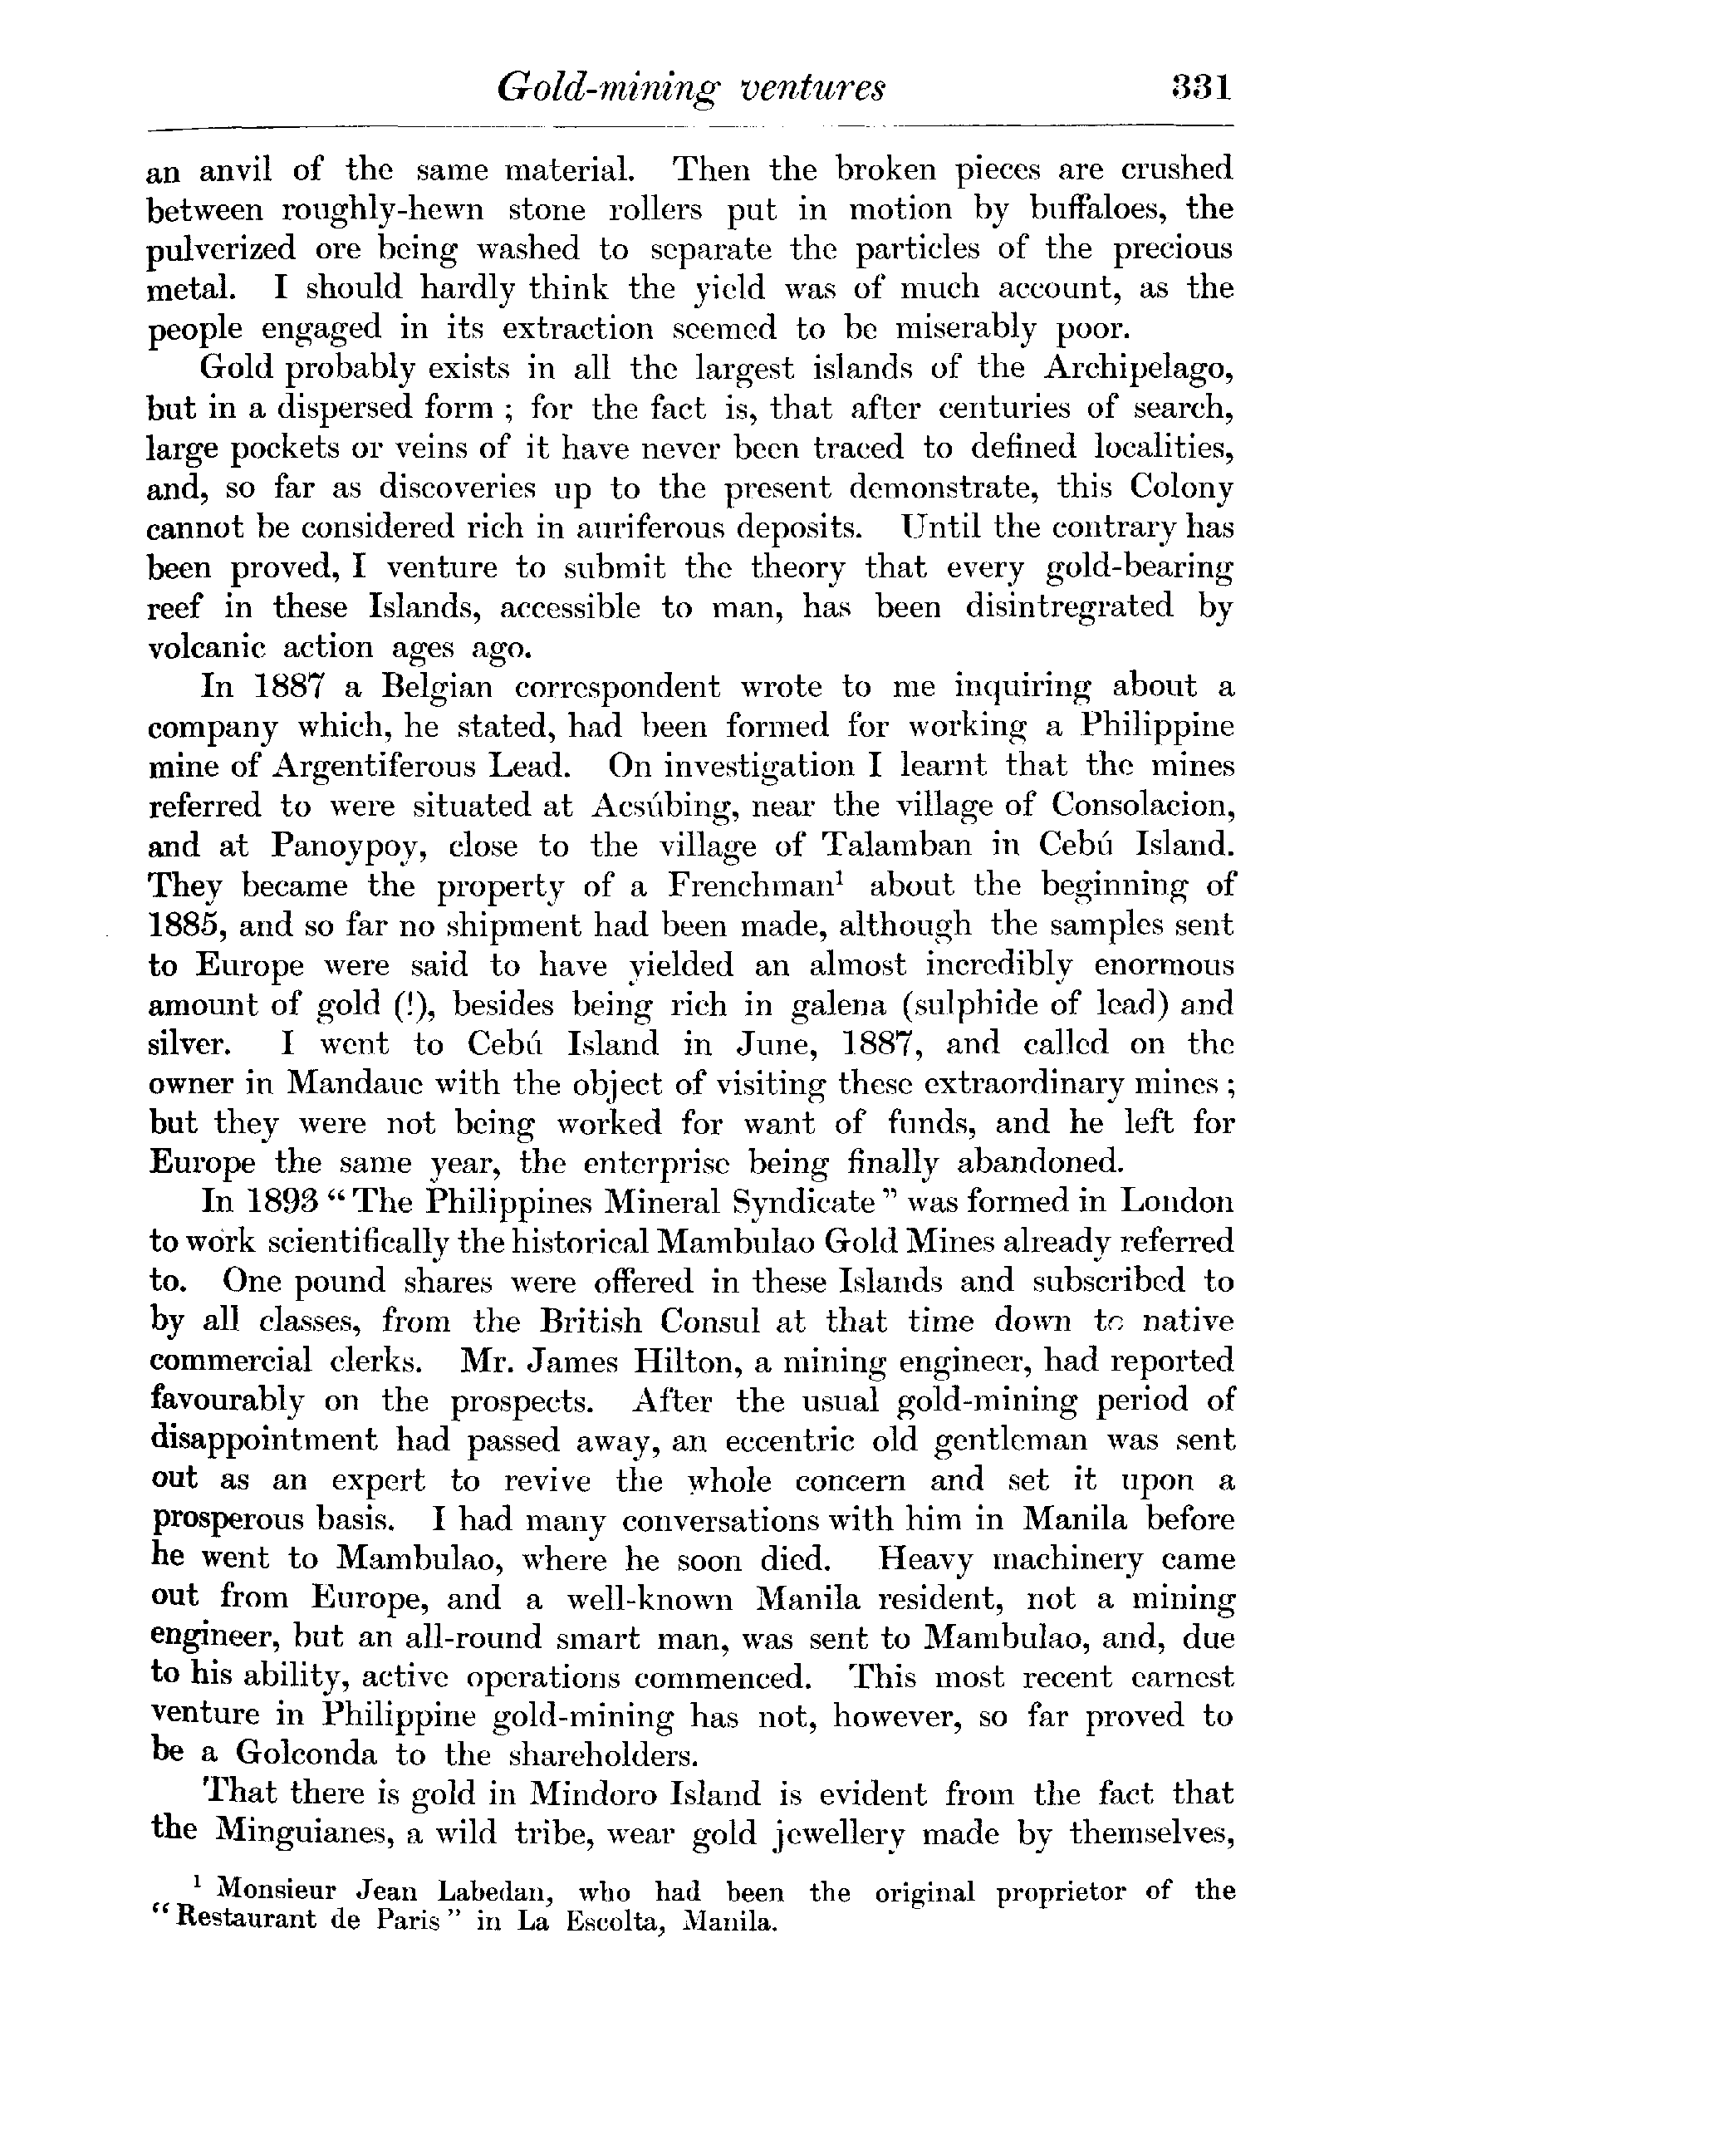 Gold-mining ventures 331
an anvil of the same material. Then the broken pieces are crushed
between roughly-hewn stone rollers put in motion by buffaloes, the
pulverized ore being washed to separate the particles of the precious
metal. I should hardly think the yield was of much account, as the
people engaged in its extraction seemed to be miserably poor.
Gold probably exists in all the largest islands of the Archipelago,
but in a dispersed form ; for the fact is, that after centuries of search,
large pockets or veins of it have never been traced to defined localities,
and, so far as discoveries up to the present demonstrate, this Colony
cannot be considered rich in auriferous deposits. Until the contrary has
been proved, I venture to submit the theory that every gold-bearing
reef in these Islands, accessible to man, has been disintregrated by
volcanic action ages ago.
In 1887 a Belgian correspondent wrote to me inquiring about a
company which, he stated, had been formed for working a Philippine
mine of Argentiferous Lead. On investigation I learnt that the mines
referred to were situated at Acsúbing, near the village of Consolacion,
and at Panoypoy, close to the village of Talamban in Cebú Island.
They became the property of a Frenchman¹ about the beginning of
1885, and so far no shipment had been made, although the samples sent
to Europe were said to have yielded an almost incredibly enormous
amount of gold (!), besides being rich in galena (sulphide of lead) and
silver. I went to Cebú Island in June, 1887, and called on the
owner in Mandaue with the object of visiting these extraordinary mines ;
but they were not being worked for want of funds, and he left for
Europe the same year, the enterprise being finally abandoned.
In 1893 “The Philippines Mineral Syndicate” was formed in London
to work scientifically the historical Mambulao Gold Mines already referred
to. One pound shares were offered in these Islands and subscribed to
by all classes, from the British Consul at that time down to native
commercial clerks. Mr. James Hilton, a mining engineer, had reported
favourably on the prospects. After the usual gold-mining period of
disappointment had passed away, an eccentric old gentleman was sent
out as an expert to revive the whole concern and set it upon a
prosperous basis. I had many conversations with him in Manila before
he went to Mambulao, where he soon died. Heavy machinery came
out from Europe, and a well-known Manila resident, not a mining
engineer, but an all-round smart man, was sent to Mambulao, and, due
to his ability, active operations commenced. This most recent earnest
venture in Philippine gold-mining has not, however, so far proved to
be a Golconda to the shareholders.
That there is gold in Mindoro Island is evident from the fact that
the Minguianes, a wild tribe, wear gold jewellery made by themselves,
¹ Monsieur Jean Labedan, who had been the original proprietor of the
“Restaurant de Paris” in La Escolta, Manila.